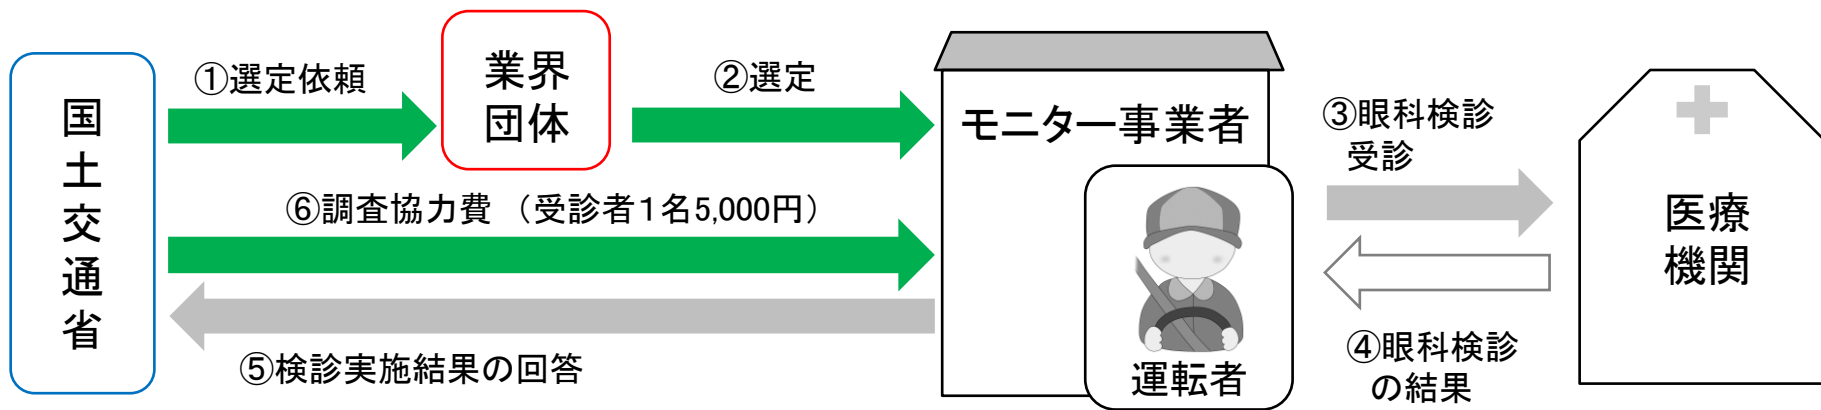 国土交通省
①選定依頼
業界
団体
②選定
モニター事業者
③眼科検診
受診
医療
機関
⑥調査協力費 （受診者１名5,000円）
運転者
④眼科検診
の結果
⑤検診実施結果の回答